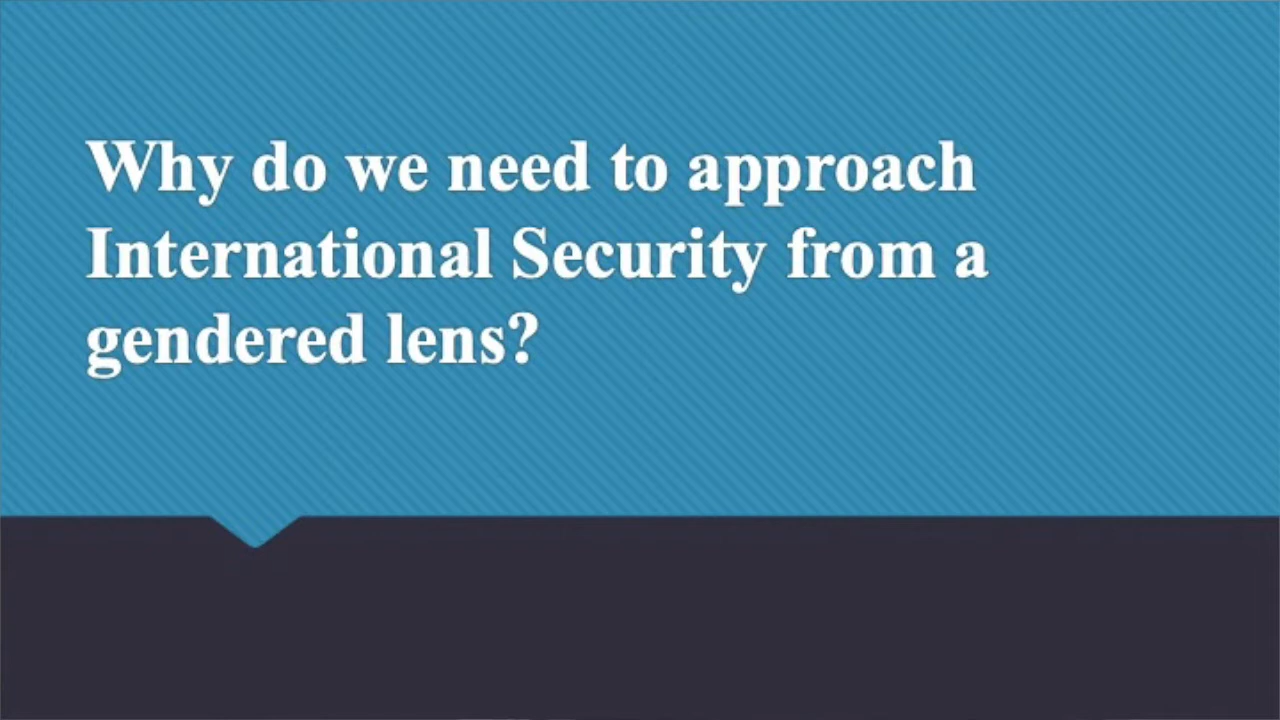 Why do we need to approach
International Security from a
gendered lens?